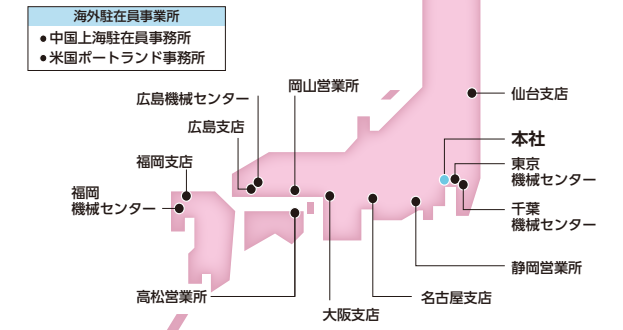 海外駐在員事業所
●中国上海駐在員事務所
●米国ポートランド事務所
岡山営業所
広島機械センター
広島支店
福岡支店
福岡
機械センター
高松営業所
大阪支店
名古屋支店
静岡営業所
千葉
機械センター
東京
機械センター
本社
仙台支店